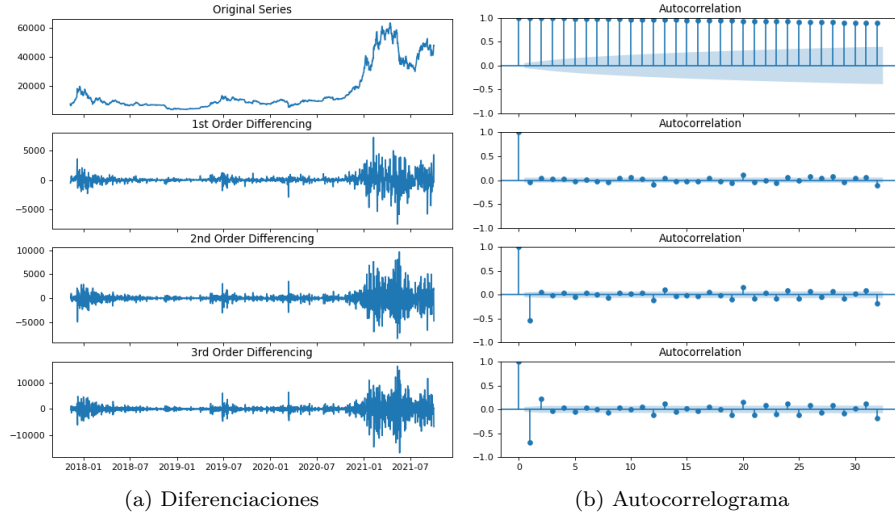 Original Series
60000
40000
20000
1st Order Differencing
5000
0
−5000
2nd Order Differencing
10000
5000
0
−5000
3rd Order Differencing
10000
0
−10000
2018-01 2018-07 2019-01 2019-07 2020-01 2020-07 2021-01 2021-07
(a) Diferenciaciones
Autocorrelation
1.0
0.5
0.0
−0.5
−1.0
Autocorrelation
1.0
0.5
0.0
−0.5
−1.0
Autocorrelation
1.0
0.5
0.0
−0.5
−1.0
Autocorrelation
1.0
0.5
0.0
−0.5
−1.0
0 5 10 15 20 25 30
(b) Autocorrelograma